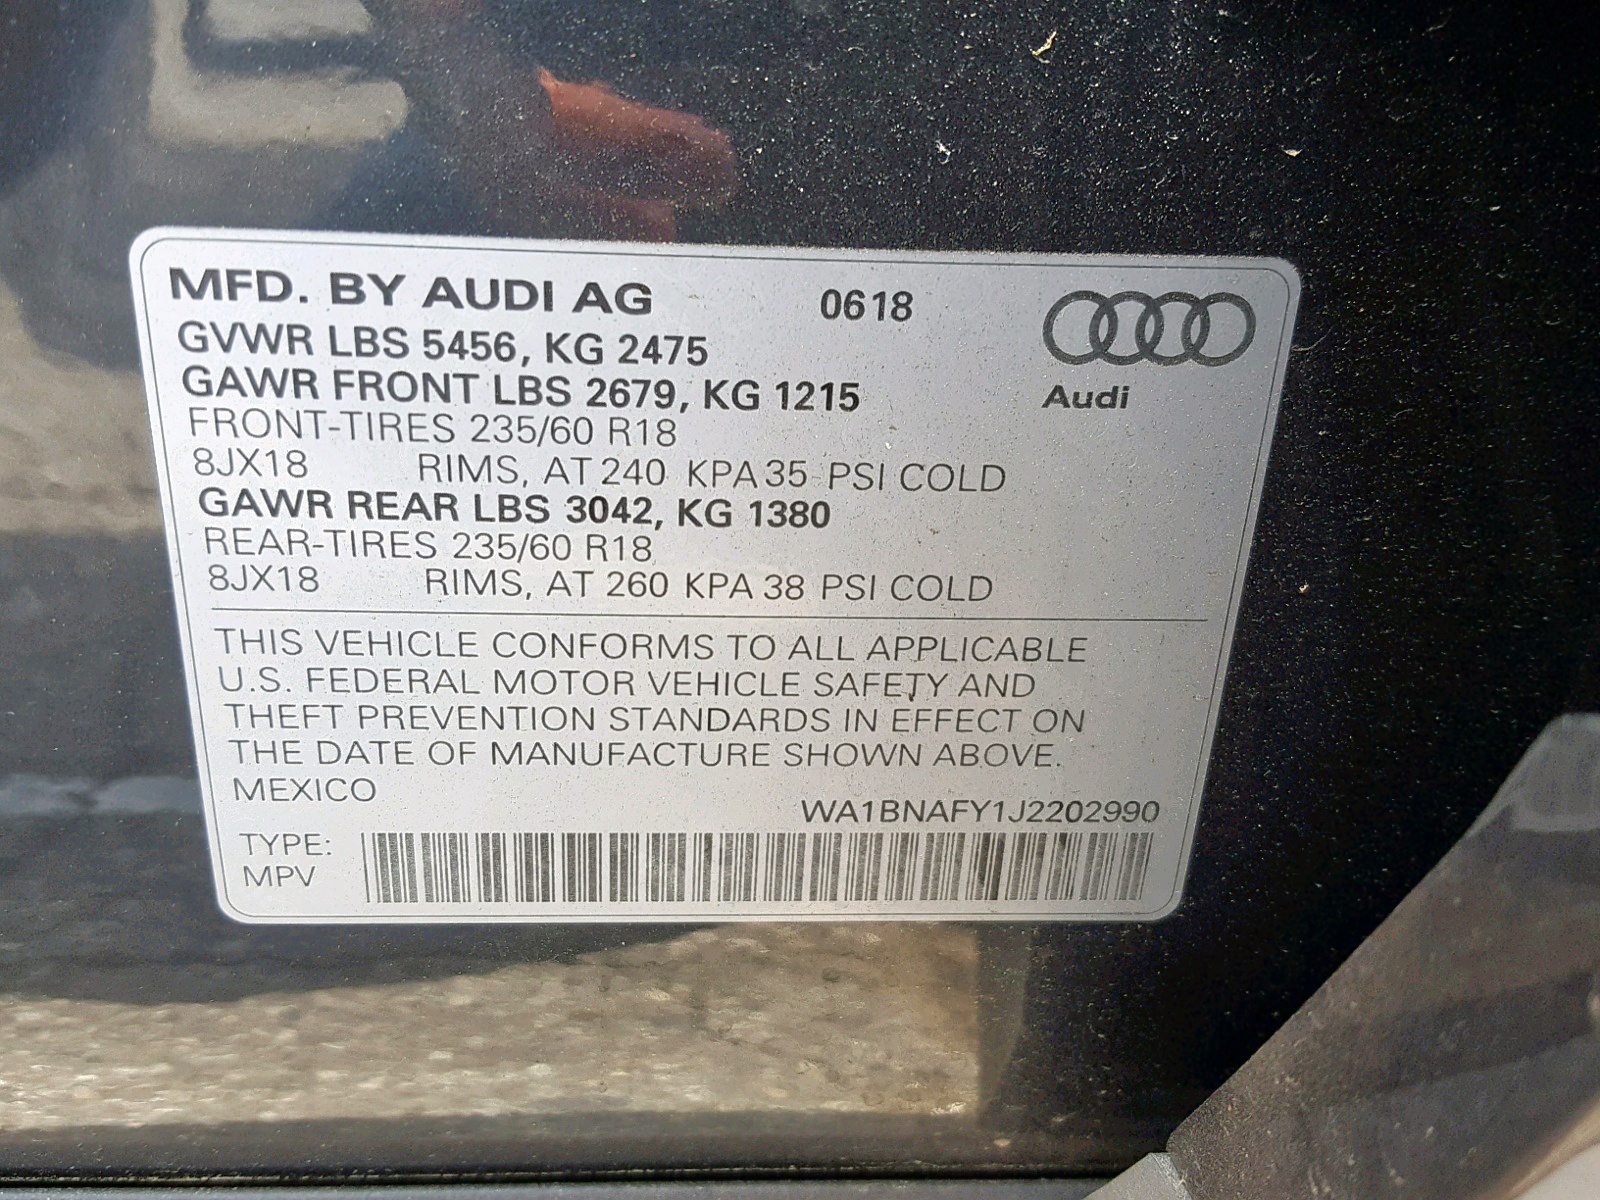 MFD. BY AUDI AG 0618
GVWR LBS 5456, KG 2475
GAWR FRONT LBS 2679, KG 1215
Audi
FRONT-TIRES 235/60 R18
8JX18 RIMS, AT 240 KPA 35 PSI COLD
GAWR REAR LBS 3042, KG 1380
REAR-TIRES 235/60 R18
8JX18 RIMS, AT 260 KPA 38 PSI COLD
THIS VEHICLE CONFORMS TO ALL APPLICABLE
U.S. FEDERAL MOTOR VEHICLE SAFETY AND
THEFT PREVENTION STANDARDS IN EFFECT ON
THE DATE OF MANUFACTURE SHOWN ABOVE.
MEXICO
WA1BNAFY1J2202990
TYPE:
MPV